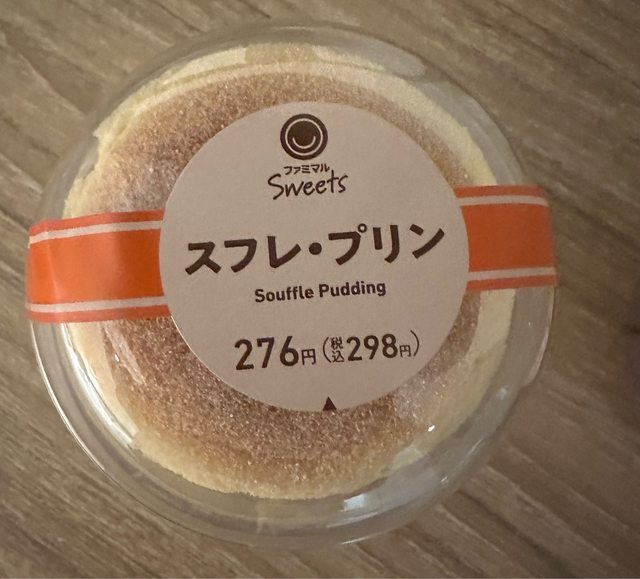 ファミマル
Sweets
スフレ・プリン
Souffle Pudding
276円(税込298円)